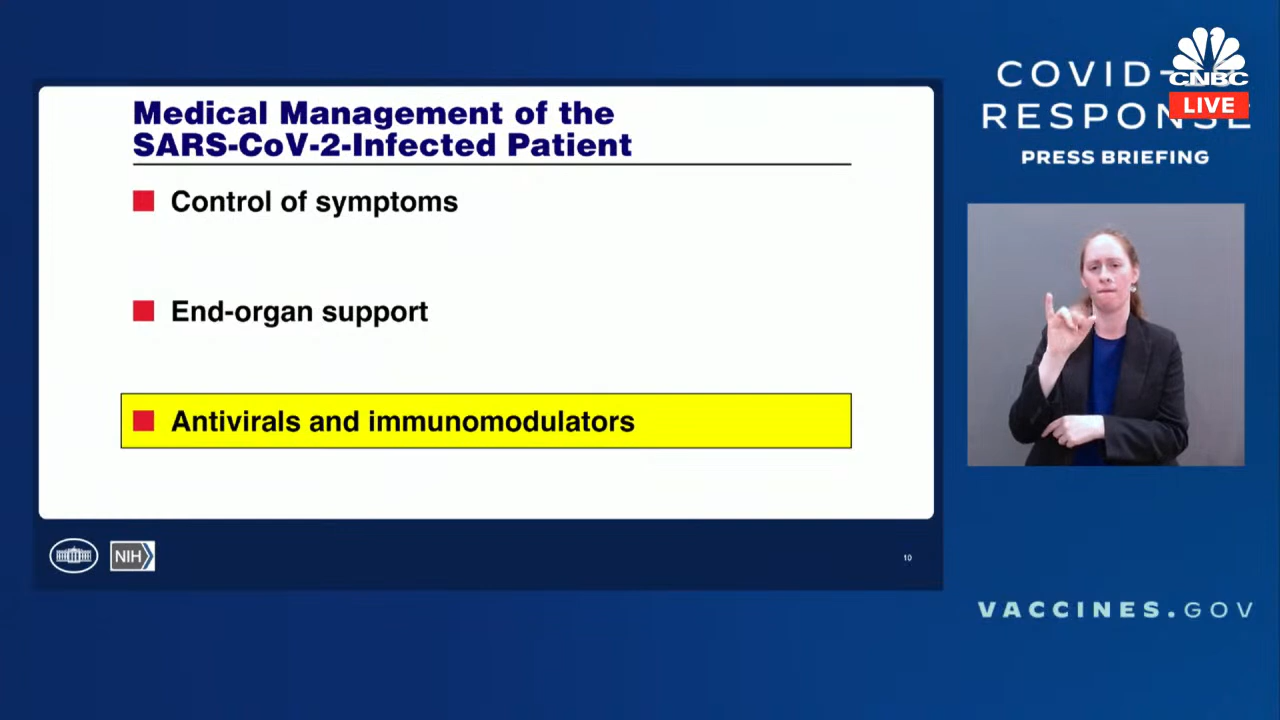 Medical Management of the
SARS-CoV-2-Infected Patient
Control of symptoms
End-organ support
Antivirals and immunomodulators
NIH
10
COVID-
RESPONSE
PRESS BRIEFING
CNBC
LIVE
VACCINES.GOV